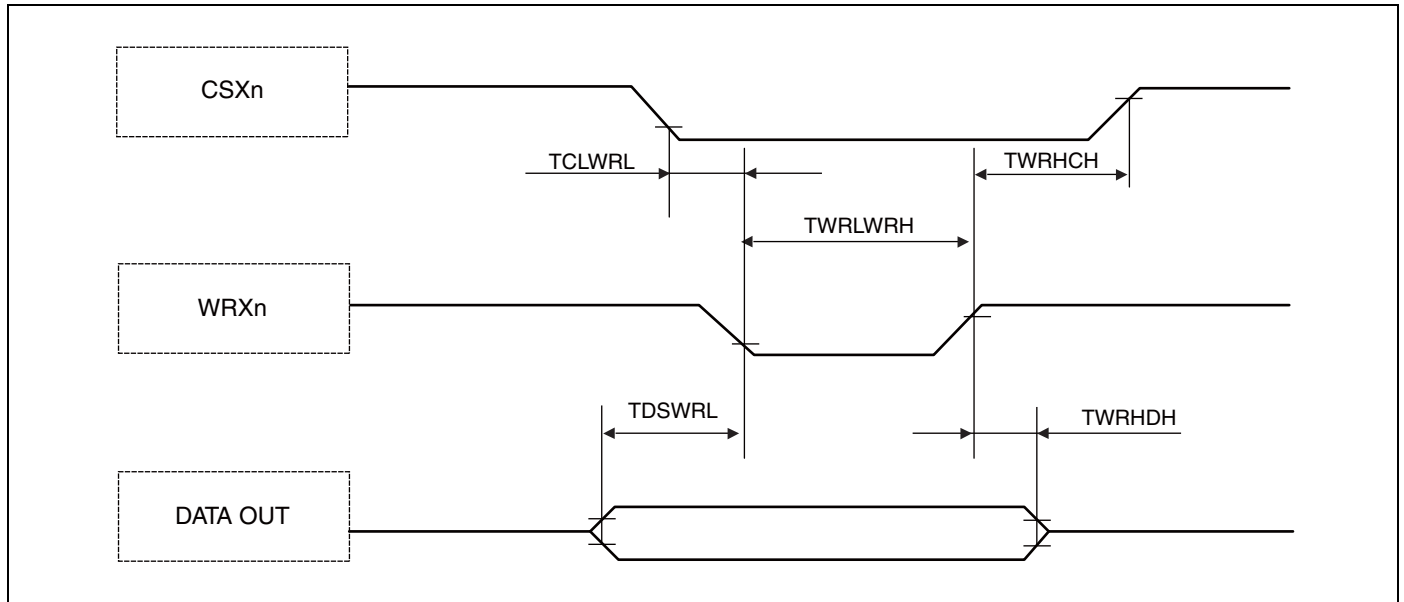 CSXn
TCLWRL
TWRHCH
TWRLWRH
WRXn
TDSWRL
TWRHDH
DATA OUT